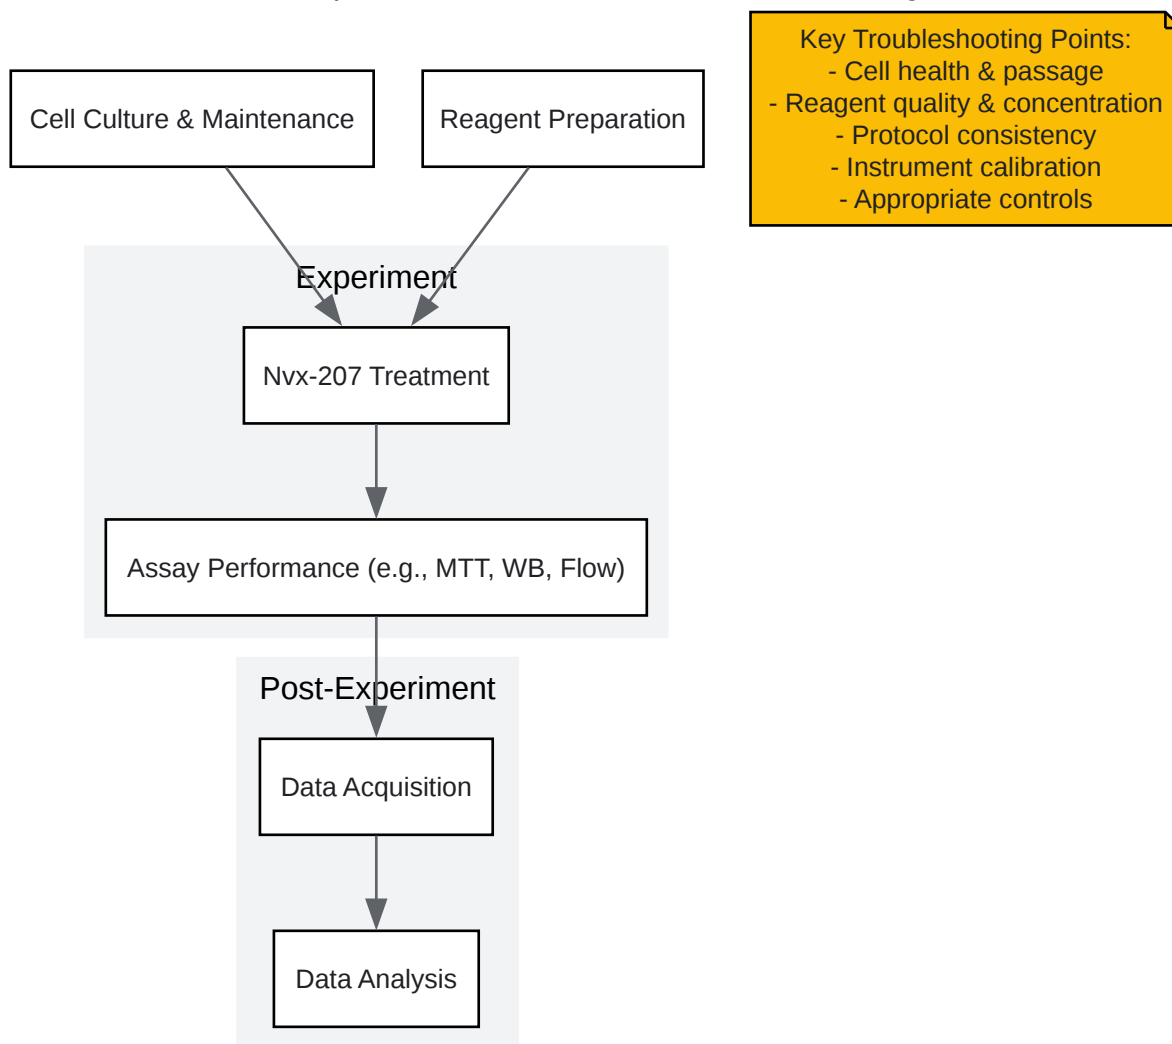 Key Troubleshooting Points:
- Cell health & passage
- Reagent quality & concentration
- Protocol consistency
- Instrument calibration
- Appropriate controls
Cell Culture & Maintenance
Reagent Preparation
Experiment
Nvx-207 Treatment
Assay Performance (e.g., MTT, WB, Flow)
Post-Experiment
Data Acquisition
Data Analysis